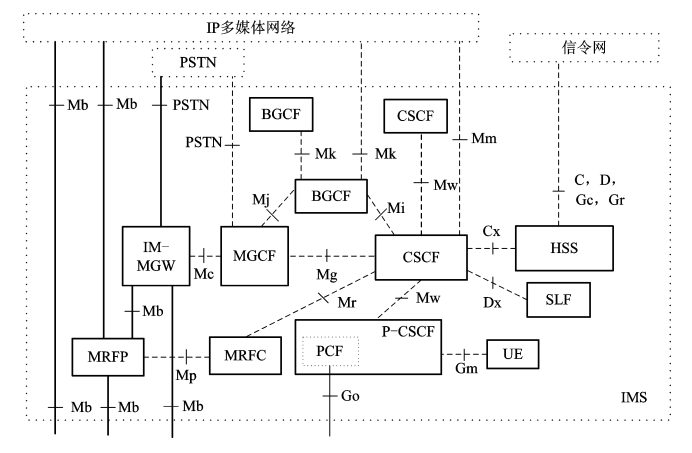 IP多媒体网络
信令网
PSTN
Mb
Mb
PSTN
BGCF
CSCF
PSTN
Mk
Mk
Mm
Mw
C，D，
Gc，Gr
BGCF
Mj
Mi
IM-
MGW
Mc
MGCF
Mg
CSCF
Cx
HSS
Dx
SLF
Mb
Mr
Mw
P-CSCF
PCF
MRFP
Mp
MRFC
Gm
UE
Mb
Mb
Mb
Go
IMS